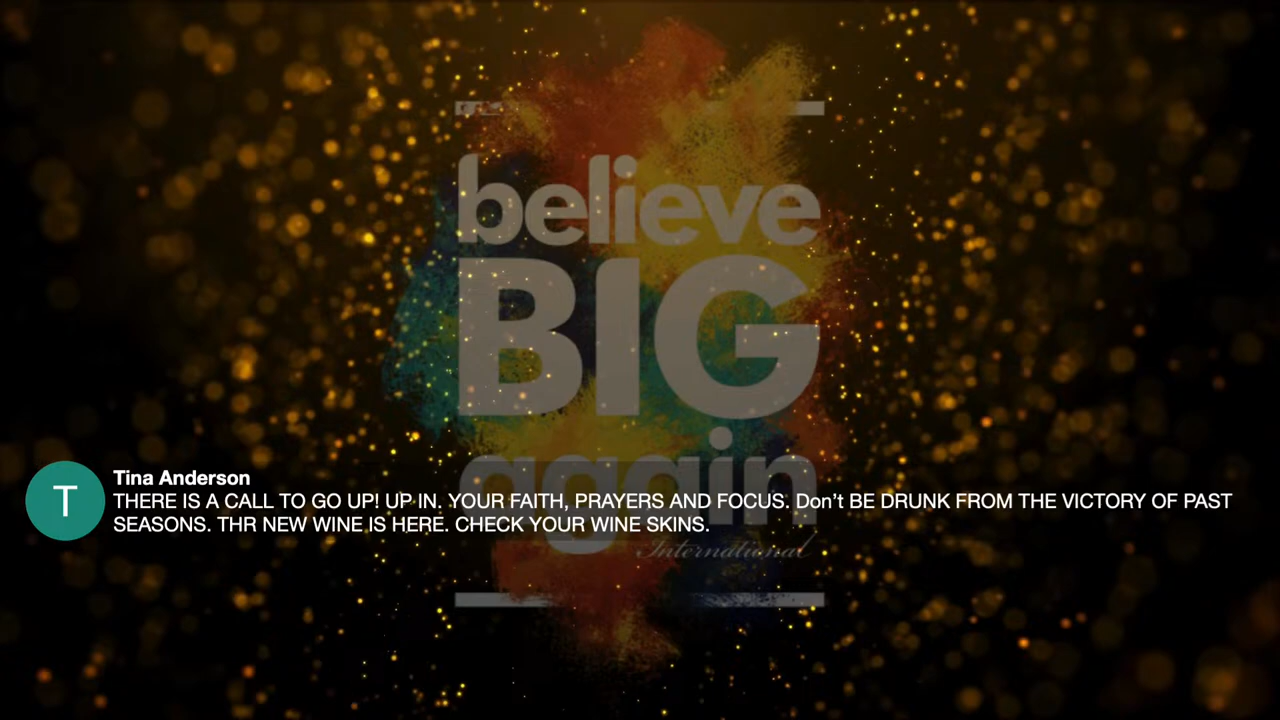 believe
BIG
again
International
T
Tina Anderson
THERE IS A CALL TO GO UP! UP IN. YOUR FAITH, PRAYERS AND FOCUS. Don't BE DRUNK FROM THE VICTORY OF PAST
SEASONS. THR NEW WINE IS HERE. CHECK YOUR WINE SKINS.